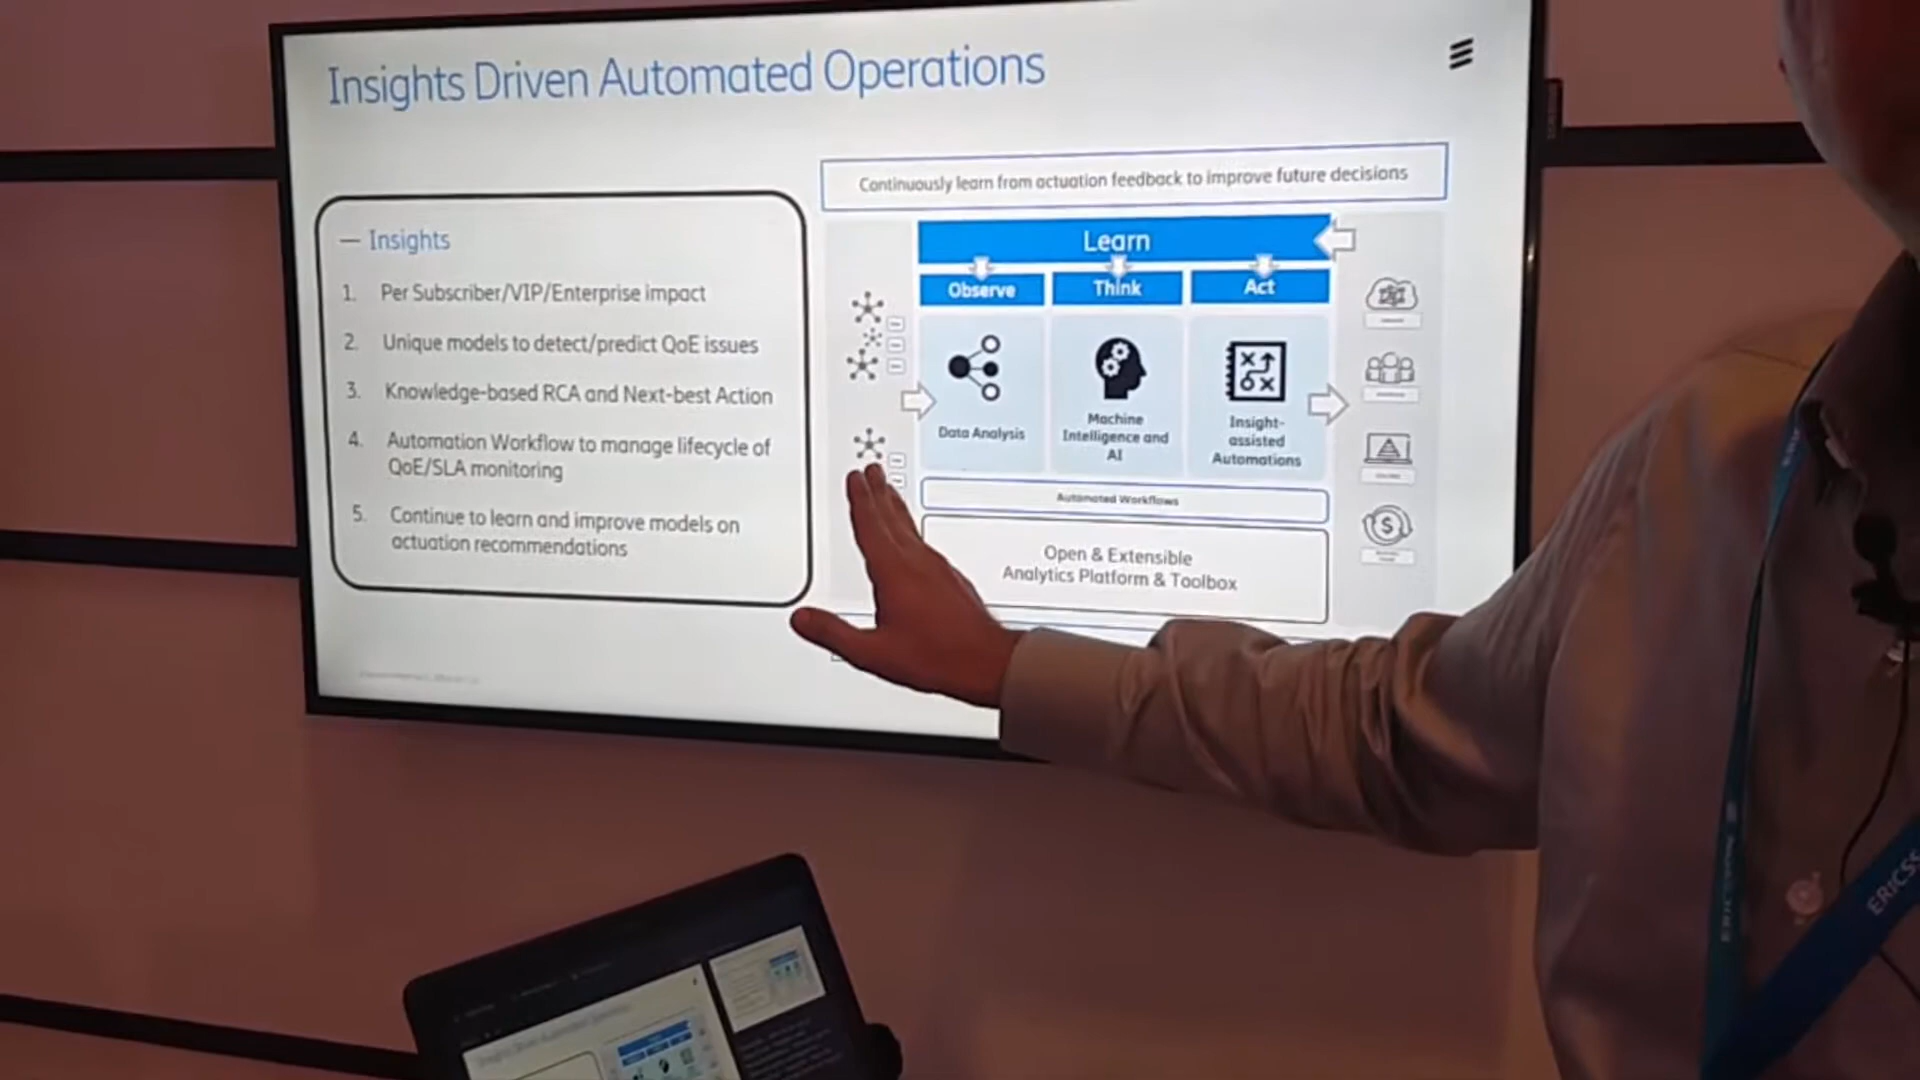 Insights Driven Automated Operations
Continuously learn from actuation feedback to improve future decisions
— Insights
1. Per Subscriber/VIP/Enterprise impact
2. Unique models to detect/predict QoE issues
3. Knowledge-based RCA and Next-best Action
4. Automation Workflow to manage lifecycle of
QoE/SLA monitoring
5. Continue to learn and improve models on
actuation recommendations
Learn
Observe
Think
Act
Data Analysis
Machine
Intelligence and
AI
Insight-
assisted
Automations
Automated Workflows
Open & Extensible
Analytics Platform & Toolbox
$
ERICSS